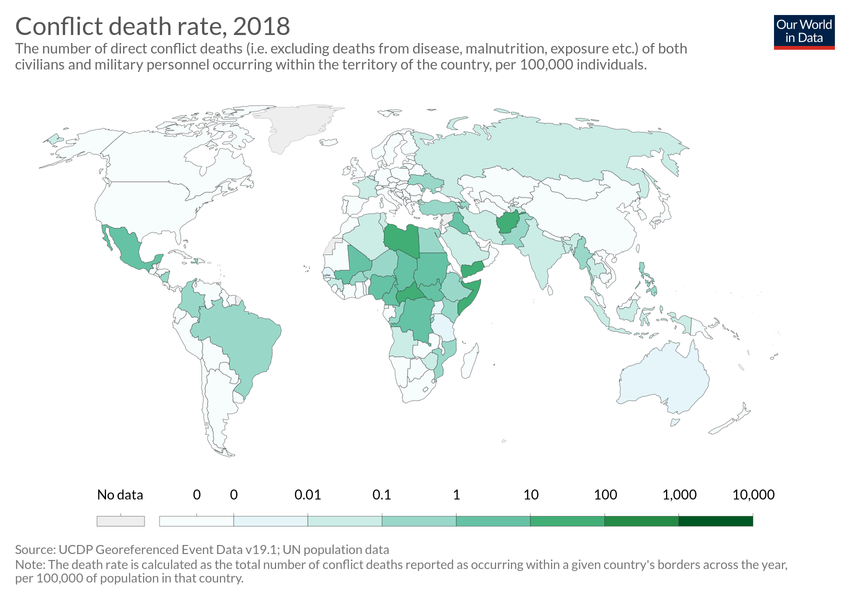 Conflict death rate, 2018
Our World
in Data
The number of direct conflict deaths (i.e. excluding deaths from disease, malnutrition, exposure etc.) of both
civilians and military personnel occurring within the territory of the country, per 100,000 individuals.
No data 0 0 0.01 0.1 1 10 100 1,000 10,000
Source: UCDP Georeferenced Event Data v19.1; UN population data
Note: The death rate is calculated as the total number of conflict deaths reported as occurring within a given country's borders across the year,
per 100,000 of population in that country.